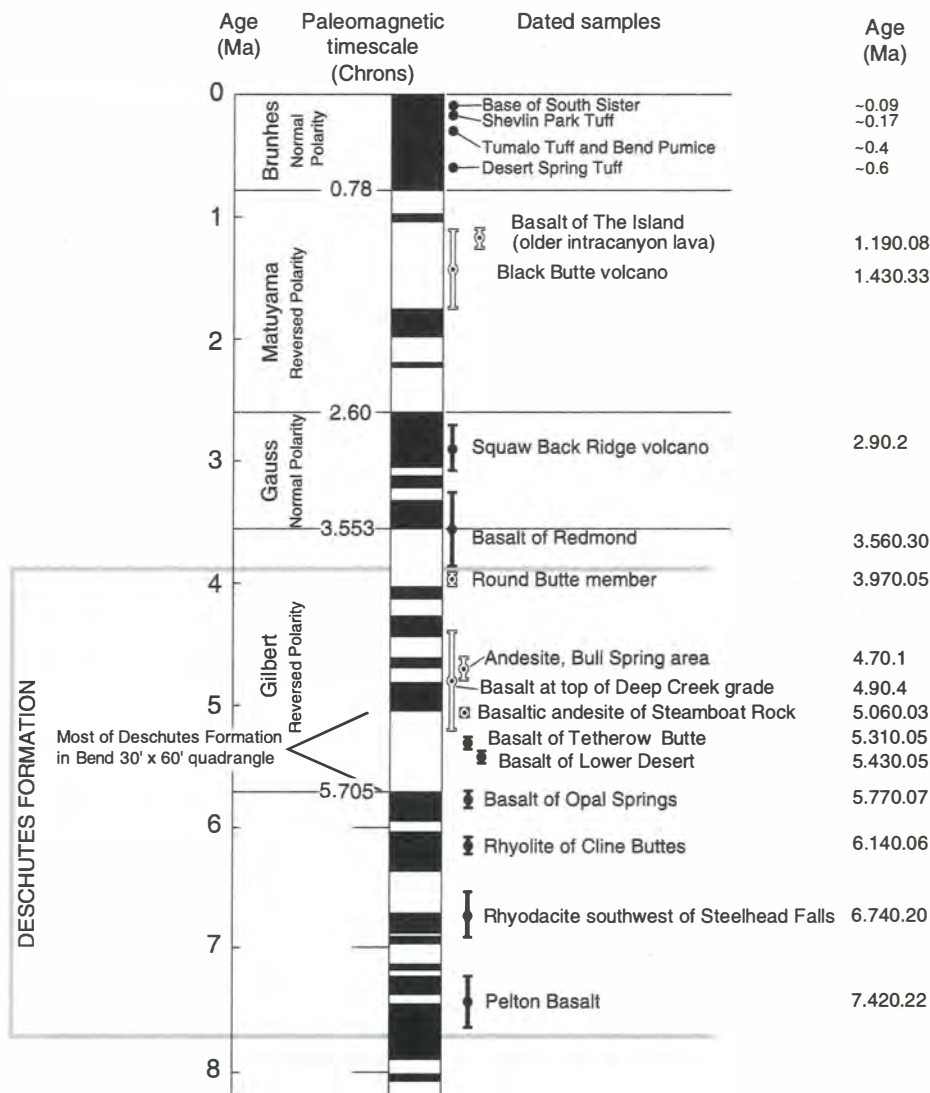 Age
(Ma)
Paleomagnetic
timescale
(Chrons)
Dated samples
Age
(Ma)
0
Brunhes
Normal
Polarity
Base of South Sister
~0.09
Shevlin Park Tuff
~0.17
Tumalo Tuff and Bend Pumice
~0.4
Desert Spring Tuff
~0.6
0.78
1
Matuyama
Reversed Polarity
Basalt of The Island
(older intracanyon lava)
1.190.08
Black Butte volcano
1.430.33
2
2.60
Gauss
Normal Polarity
Squaw Back Ridge volcano
2.90.2
3
3.553
Basalt of Redmond
3.560.30
4
Round Butte member
3.970.05
Gilbert
Reversed Polarity
Andesite, Bull Spring area
4.70.1
Basalt at top of Deep Creek grade
4.90.4
5
Basaltic andesite of Steamboat Rock
5.060.03
Most of Deschutes Formation
in Bend 30' x 60' quadrangle
Basalt of Tetherow Butte
5.310.05
Basalt of Lower Desert
5.430.05
5.705
Basalt of Opal Springs
5.770.07
6
Rhyolite of Cline Buttes
6.140.06
DESCHUTES FORMATION
Rhyodacite southwest of Steelhead Falls
6.740.20
7
Pelton Basalt
7.420.22
8